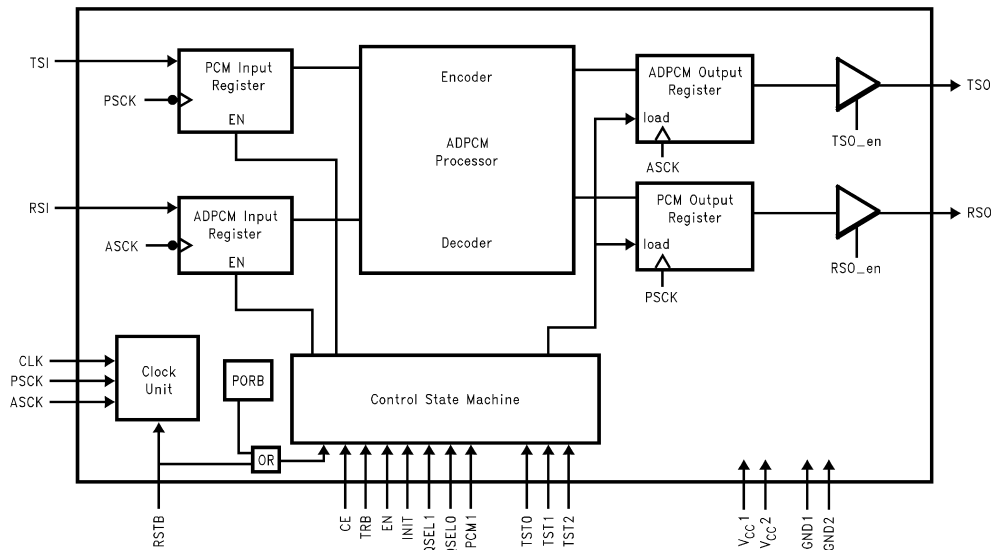 TSI
PSCK
PCM Input
Register
EN
Encoder
ADPCM
Processor
Decoder
ADPCM Output
Register
load
ASCK
TSO
TSO_en
RSI
ASCK
ADPCM Input
Register
EN
PCM Output
Register
load
PSCK
RSO
RSO_en
CLK
PSCK
ASCK
Clock
Unit
PORB
OR
Control State Machine
RSTB
CE
TRB
EN
INIT
QSEL1
QSEL0
PCM1
TST0
TST1
TST2
VCC1
VCC2
GND1
GND2